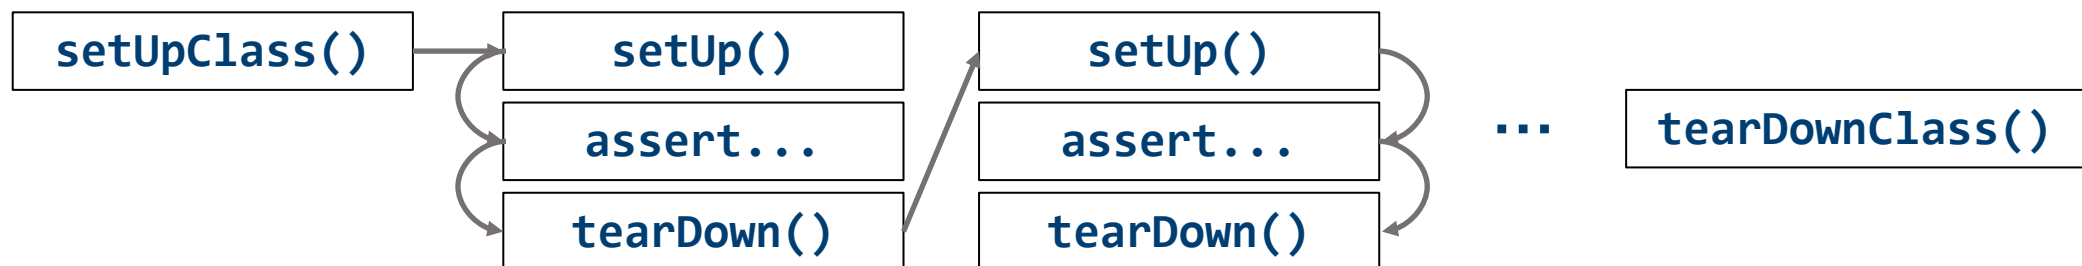 setUpClass()
setUp()
assert...
tearDown()
setUp()
assert...
tearDown()
...
tearDownClass()